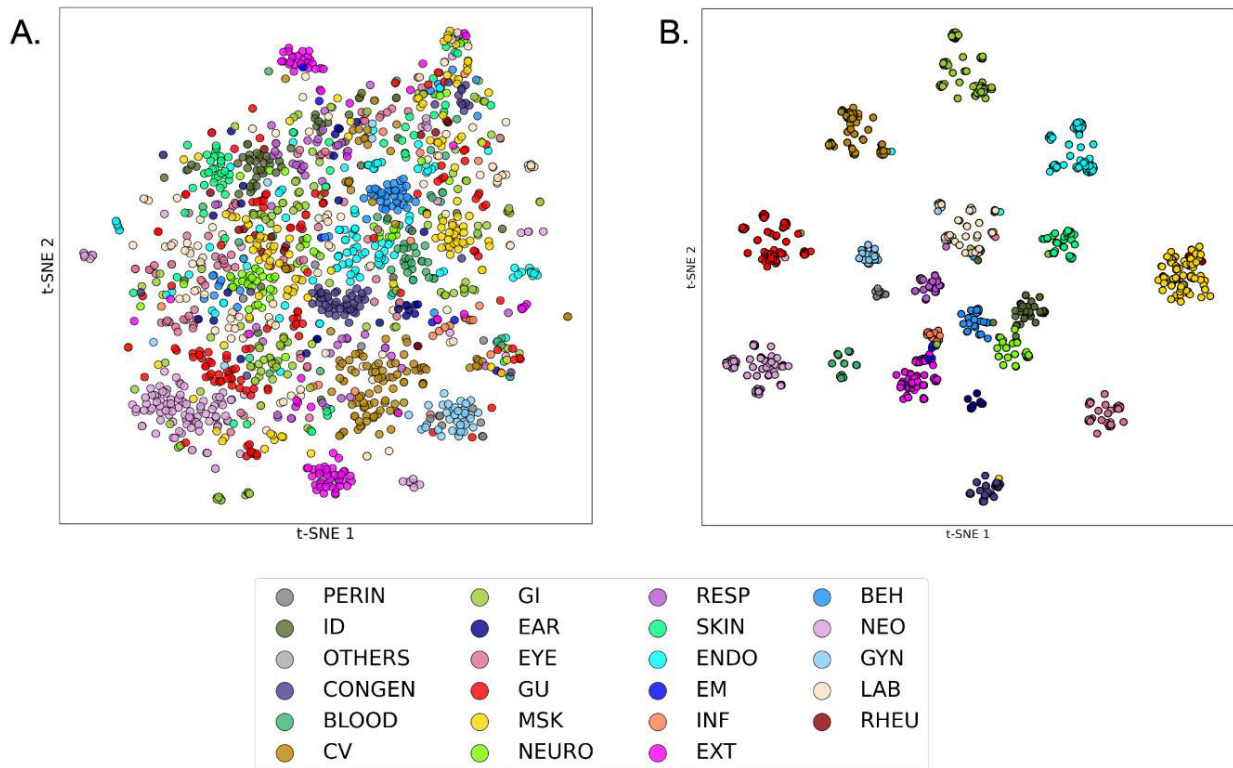 A.
t-SNE 2
t-SNE 1
B.
t-SNE 2
t-SNE 1
PERIN GI RESP BEH
ID EAR SKIN NEO
OTHERS EYE ENDO GYN
CONGEN GU EM LAB
BLOOD MSK INF RHEU
CV NEURO EXT